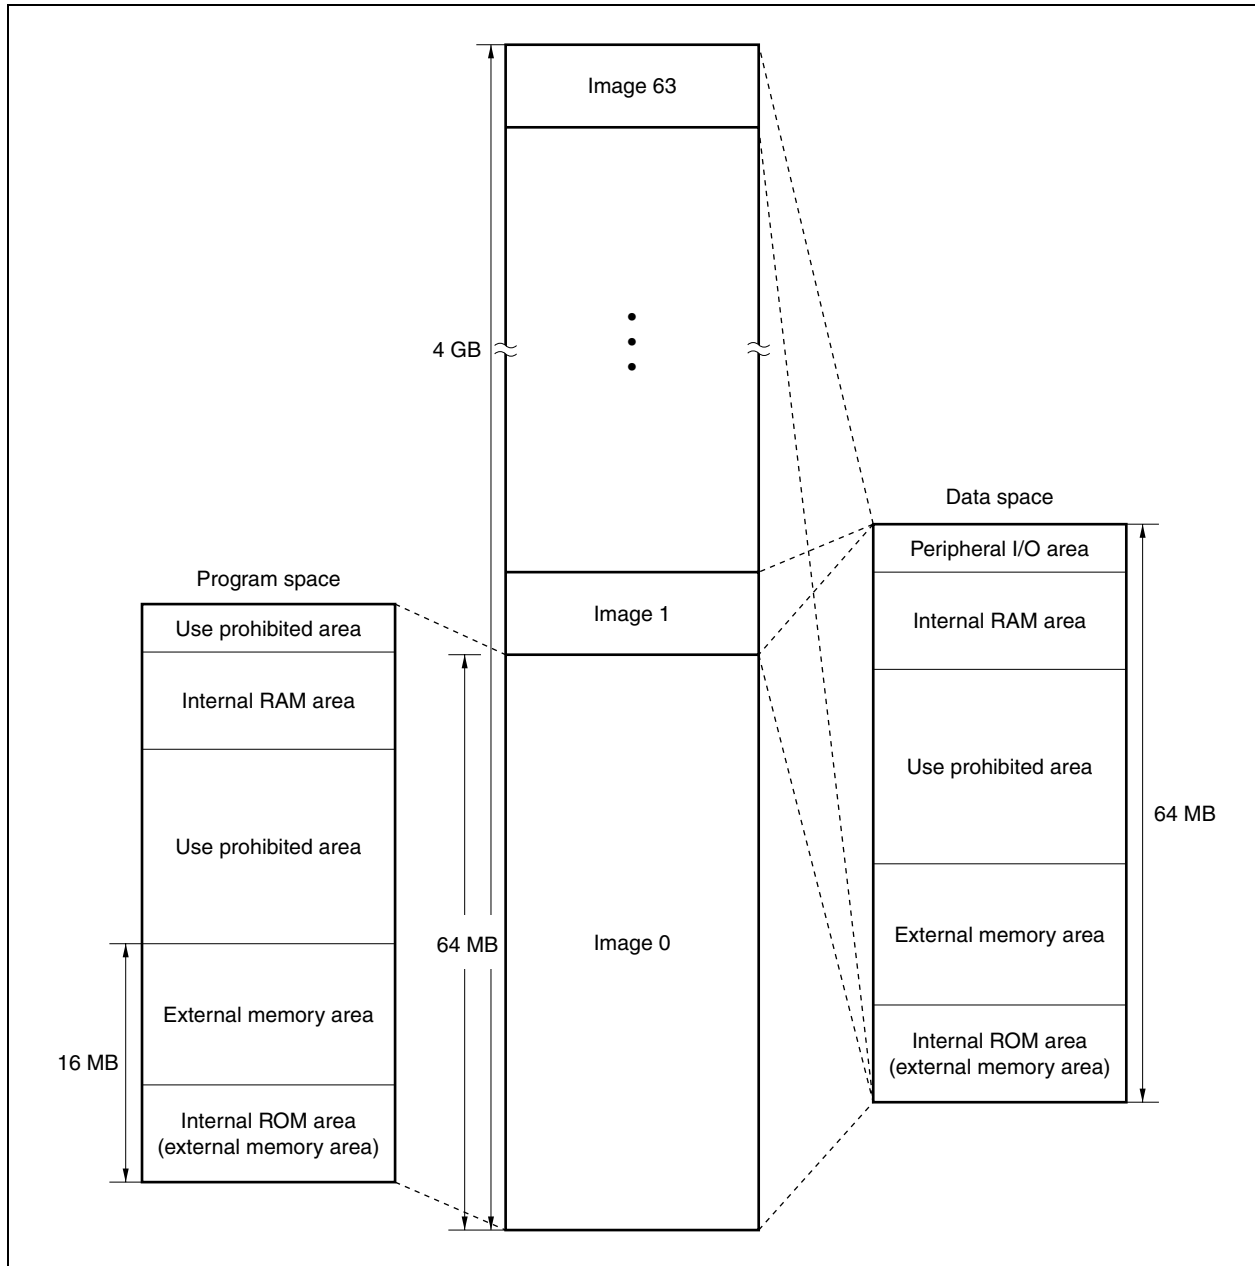 Image 63
4 GB
Data space
Peripheral I/O area
Program space
Use prohibited area
Image 1
Internal RAM area
Internal RAM area
Use prohibited area
64 MB
Use prohibited area
External memory area
64 MB
Image 0
External memory area
Internal ROM area
(external memory area)
16 MB
Internal ROM area
(external memory area)